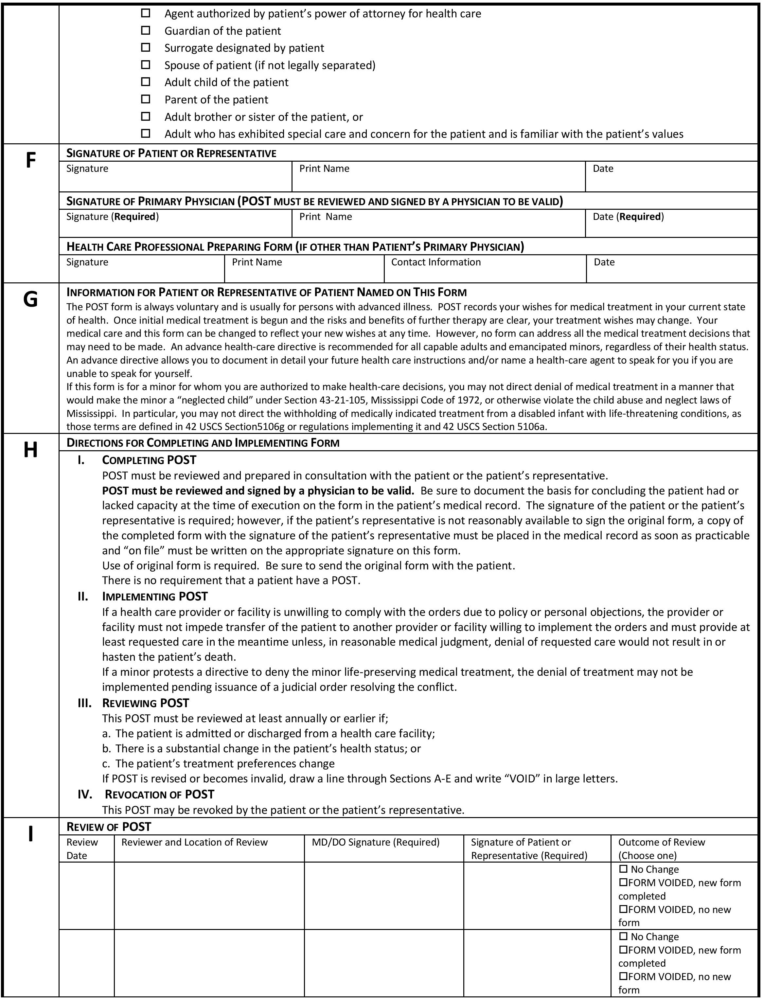 ☐ Agent authorized by patient’s power of attorney for health care
☐ Guardian of the patient
☐ Surrogate designated by patient
☐ Spouse of patient (if not legally separated)
☐ Adult child of the patient
☐ Parent of the patient
☐ Adult brother or sister of the patient, or
☐ Adult who has exhibited special care and concern for the patient and is familiar with the patient’s values
F
SIGNATURE OF PATIENT OR REPRESENTATIVE
Signature Print Name Date
SIGNATURE OF PRIMARY PHYSICIAN (POST MUST BE REVIEWED AND SIGNED BY A PHYSICIAN TO BE VALID)
Signature (Required) Print Name Date (Required)
HEALTH CARE PROFESSIONAL PREPARING FORM (IF OTHER THAN PATIENT’S PRIMARY PHYSICIAN)
Signature Print Name Contact Information Date
G
INFORMATION FOR PATIENT OR REPRESENTATIVE OF PATIENT NAMED ON THIS FORM
The POST form is always voluntary and is usually for persons with advanced illness. POST records your wishes for medical treatment in your current state
of health. Once initial medical treatment is begun and the risks and benefits of further therapy are clear, your treatment wishes may change. Your
medical care and this form can be changed to reflect your new wishes at any time. However, no form can address all the medical treatment decisions that
may need to be made. An advance health-care directive is recommended for all capable adults and emancipated minors, regardless of their health status.
An advance directive allows you to document in detail your future health care instructions and/or name a health-care agent to speak for you if you are
unable to speak for yourself.
If this form is for a minor for whom you are authorized to make health-care decisions, you may not direct denial of medical treatment in a manner that
would make the minor a “neglected child” under Section 43-21-105, Mississippi Code of 1972, or otherwise violate the child abuse and neglect laws of
Mississippi. In particular, you may not direct the withholding of medically indicated treatment from a disabled infant with life-threatening conditions, as
those terms are defined in 42 USCS Section5106g or regulations implementing it and 42 USCS Section 5106a.
H
DIRECTIONS FOR COMPLETING AND IMPLEMENTING FORM
I. COMPLETING POST
POST must be reviewed and prepared in consultation with the patient or the patient’s representative.
POST must be reviewed and signed by a physician to be valid. Be sure to document the basis for concluding the patient had or
lacked capacity at the time of execution on the form in the patient’s medical record. The signature of the patient or the patient’s
representative is required; however, if the patient’s representative is not reasonably available to sign the original form, a copy of
the completed form with the signature of the patient’s representative must be placed in the medical record as soon as practicable
and “on file” must be written on the appropriate signature on this form.
Use of original form is required. Be sure to send the original form with the patient.
There is no requirement that a patient have a POST.
II. IMPLEMENTING POST
If a health care provider or facility is unwilling to comply with the orders due to policy or personal objections, the provider or
facility must not impede transfer of the patient to another provider or facility willing to implement the orders and must provide at
least requested care in the meantime unless, in reasonable medical judgment, denial of requested care would not result in or
hasten the patient’s death.
If a minor protests a directive to deny the minor life-preserving medical treatment, the denial of treatment may not be
implemented pending issuance of a judicial order resolving the conflict.
III. REVIEWING POST
This POST must be reviewed at least annually or earlier if;
a. The patient is admitted or discharged from a health care facility;
b. There is a substantial change in the patient’s health status; or
c. The patient’s treatment preferences change
If POST is revised or becomes invalid, draw a line through Sections A-E and write “VOID” in large letters.
IV. REVOCATION OF POST
This POST may be revoked by the patient or the patient’s representative.
I
REVIEW OF POST
Review
Date
Reviewer and Location of Review
MD/DO Signature (Required)
Signature of Patient or
Representative (Required)
Outcome of Review
(Choose one)
☐ No Change
☐FORM VOIDED, new form
completed
☐FORM VOIDED, no new
form
☐ No Change
☐FORM VOIDED, new form
completed
☐FORM VOIDED, no new
form